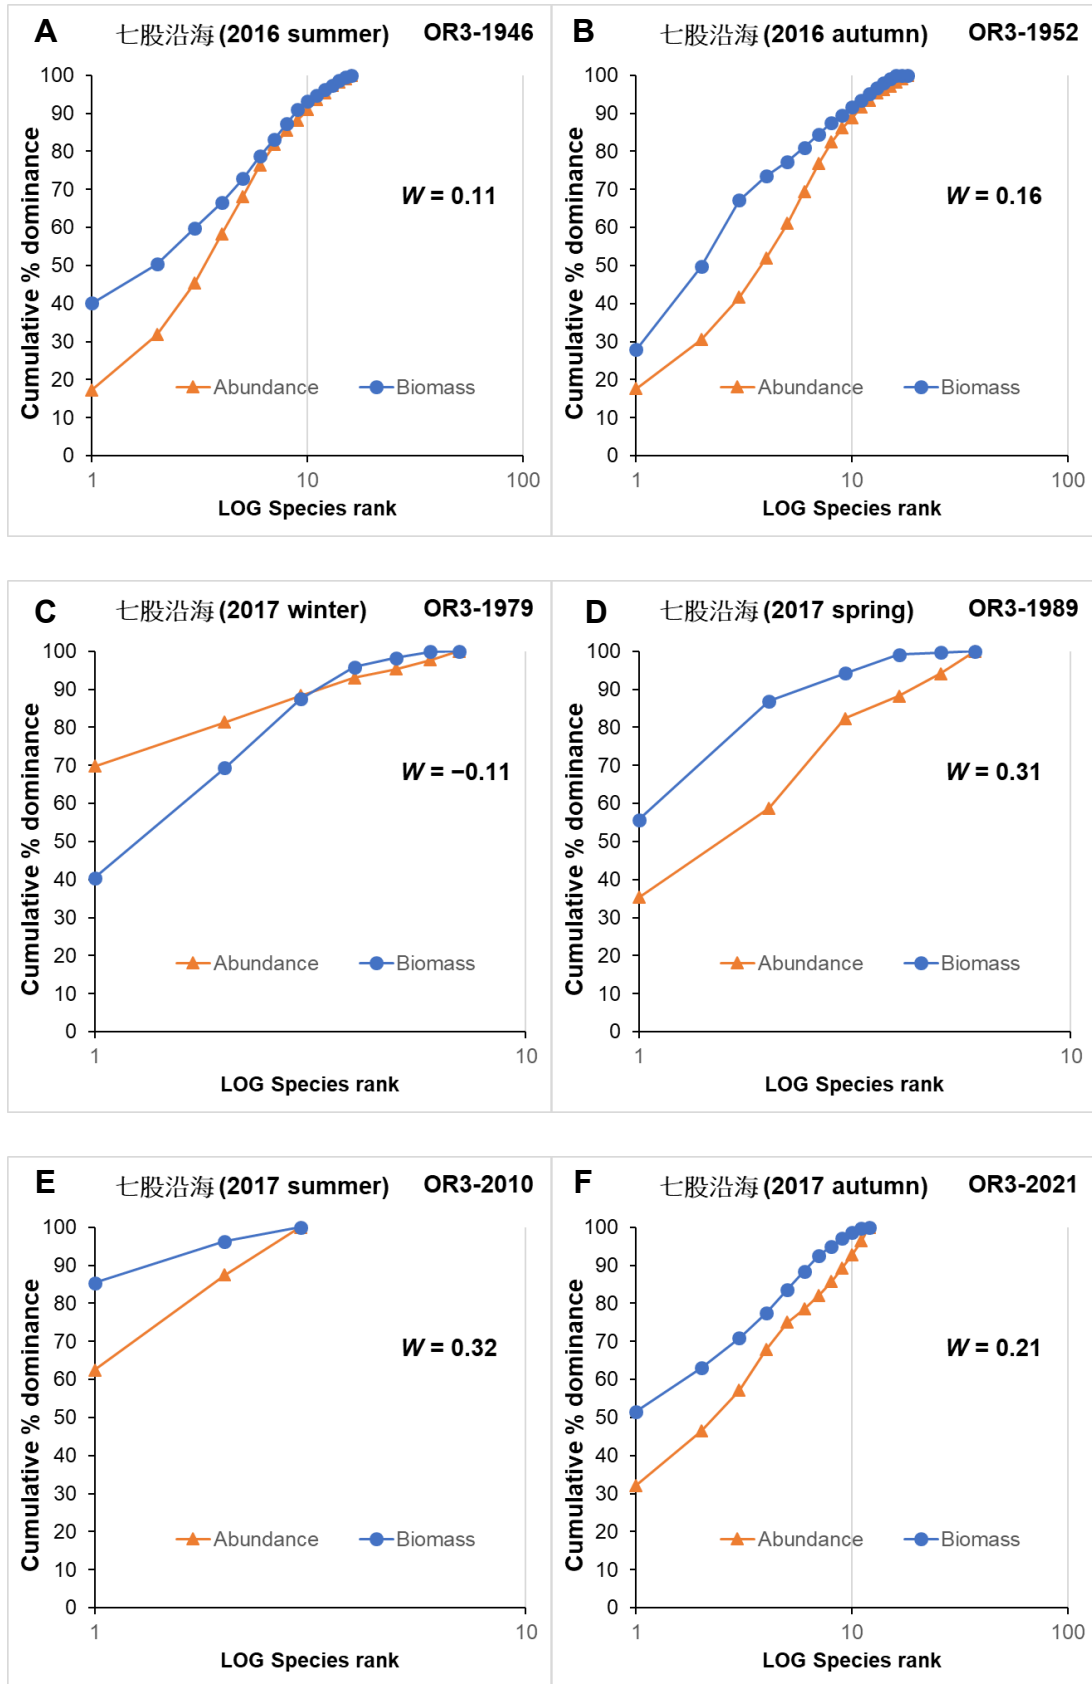 A 七股沿海 (2016 summer) OR3-1946
100
90
80
70
60
50
40
30
20
10
0
Cumulative % dominance
W = 0.11
Abundance Biomass
1 10 100
LOG Species rank
B 七股沿海 (2016 autumn) OR3-1952
100
90
80
70
60
50
40
30
20
10
0
Cumulative % dominance
W = 0.16
Abundance Biomass
1 10 100
LOG Species rank
C 七股沿海 (2017 winter) OR3-1979
100
90
80
70
60
50
40
30
20
10
0
Cumulative % dominance
W = −0.11
Abundance Biomass
1 10
LOG Species rank
D 七股沿海 (2017 spring) OR3-1989
100
90
80
70
60
50
40
30
20
10
0
Cumulative % dominance
W = 0.31
Abundance Biomass
1 10
LOG Species rank
E 七股沿海 (2017 summer) OR3-2010
100
90
80
70
60
50
40
30
20
10
0
Cumulative % dominance
W = 0.32
Abundance Biomass
1 10
LOG Species rank
F 七股沿海 (2017 autumn) OR3-2021
100
90
80
70
60
50
40
30
20
10
0
Cumulative % dominance
W = 0.21
Abundance Biomass
1 10 100
LOG Species rank